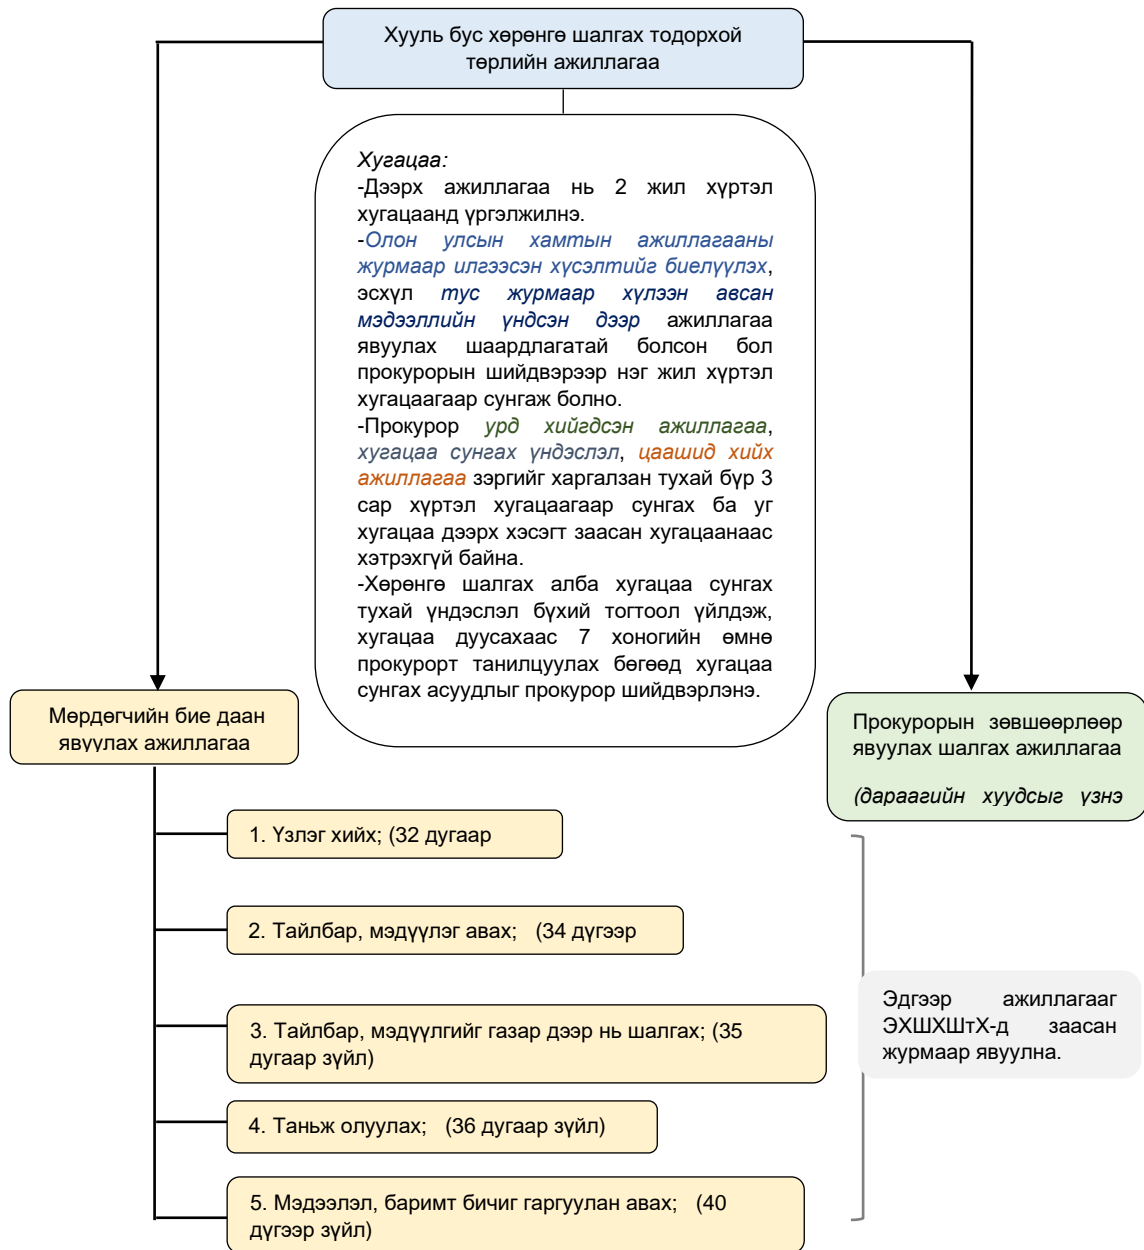 Хууль бус хөрөнгө шалгах тодорхой
төрлийн ажиллагаа
Хугацаа:
-Дээрх ажиллагаа нь 2 жил хүртэл
хугацаанд үргэлжилнэ.
-Олон улсын хамтын ажиллагааны
журмаар илгээсэн хүсэлтийг биелүүлэх,
эсхүл тус журмаар хүлээн авсан
мэдээллийн үндсэн дээр ажиллагаа
явуулах шаардлагатай болсон бол
прокурорын шийдвэрээр нэг жил хүртэл
хугацаагаар сунгаж болно.
-Прокурор урд хийгдсэн ажиллагаа,
хугацаа сунгах үндэслэл, цаашид хийх
ажиллагаа зэргийг харгалзан тухай бүр 3
сар хүртэл хугацаагаар сунгах ба уг
хугацаа дээрх хэсэгт заасан хугацаанаас
хэтрэхгүй байна.
-Хөрөнгө шалгах алба хугацаа сунгах
тухай үндэслэл бүхий тогтоол үйлдэж,
хугацаа дуусахаас 7 хоногийн өмнө
прокурорт танилцуулах бөгөөд хугацаа
сунгах асуудлыг прокурор шийдвэрлэнэ.
Мөрдөгчийн бие даан
явуулах ажиллагаа
Прокурорын зөвшөөрлөөр
явуулах шалгах ажиллагаа
(дараагийн хуудсыг үзнэ
1. Үзлэг хийх; (32 дугаар
2. Тайлбар, мэдүүлэг авах; (34 дүгээр
3. Тайлбар, мэдүүлгийг газар дээр нь шалгах; (35
дугаар зүйл)
4. Таньж олуулах; (36 дугаар зүйл)
5. Мэдээлэл, баримт бичиг гаргуулан авах; (40
дүгээр зүйл)
Эдгээр ажиллагааг
ЭХШХШтХ-д заасан
журмаар явуулна.